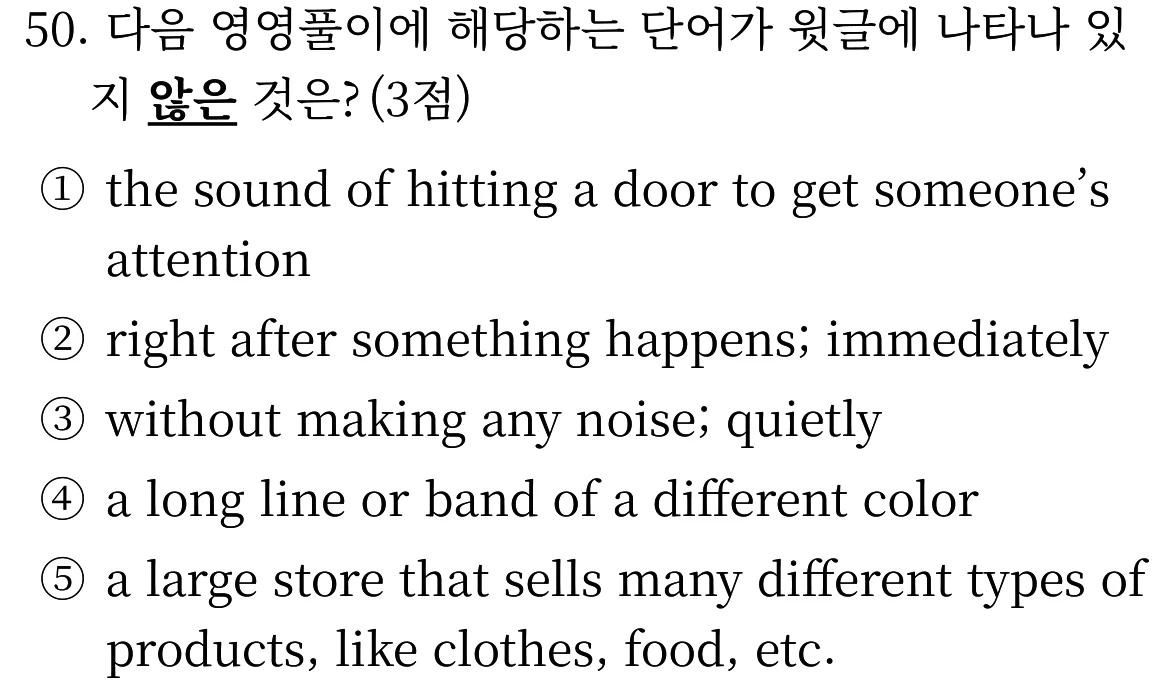 50. 다음 영영풀이에 해당하는 단어가 윗글에 나타나 있
지 않은 것은?(3점)
① the sound of hitting a door to get someone’s
attention
② right after something happens; immediately
③ without making any noise; quietly
④ a long line or band of a different color
⑤ a large store that sells many different types of
products, like clothes, food, etc.